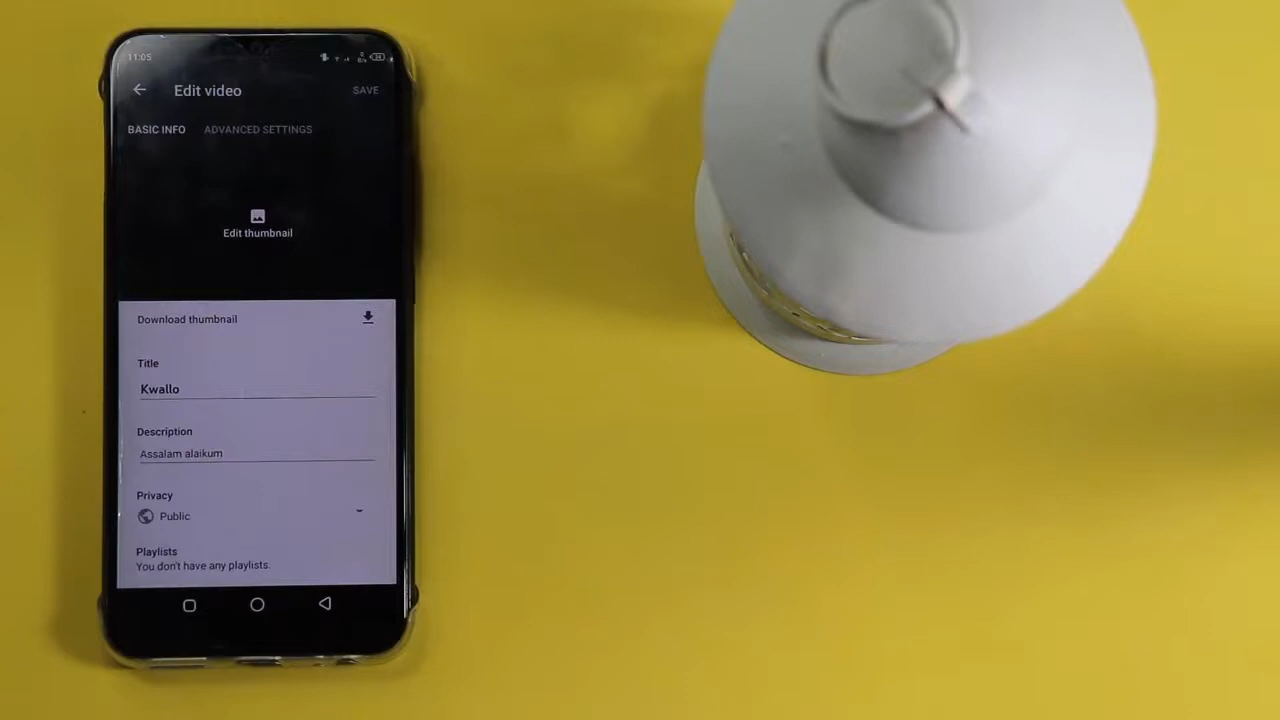 11:05
Edit video
SAVE
BASIC INFO
ADVANCED SETTINGS
Edit thumbnail
Download thumbnail
Title
Kwallo
Description
Assalam alaikum
Privacy
Public
Playlists
You don't have any playlists.